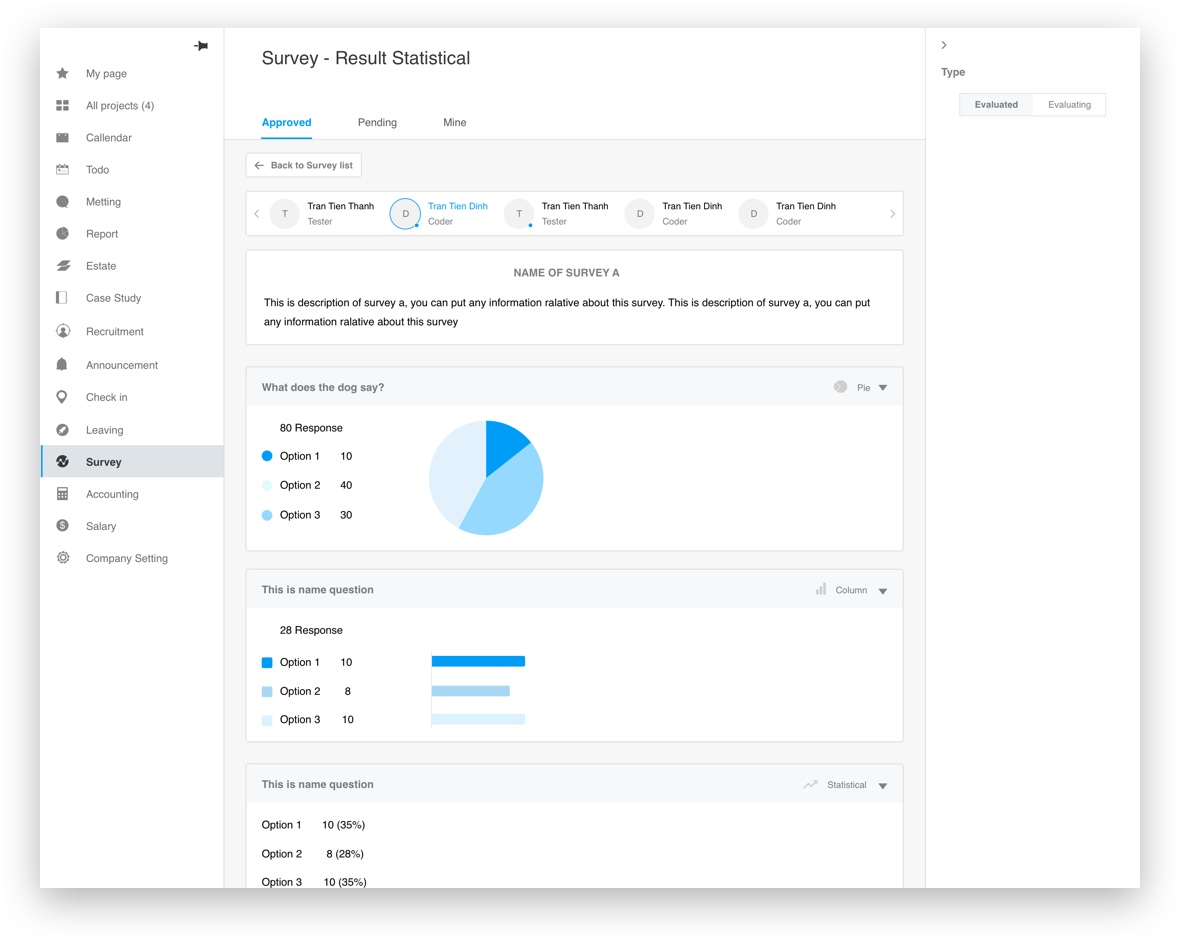 My page
All projects (4)
Callendar
Todo
Metting
Report
Estate
Case Study
Recruitment
Announcement
Check in
Leaving
Survey
Accounting
Salary
Company Setting
Survey - Result Statistical
Approved Pending Mine
Back to Survey list
T Tran Tien Thanh Tester
D Tran Tien Dinh Coder
T Tran Tien Thanh Tester
D Tran Tien Dinh Coder
D Tran Tien Dinh Coder
NAME OF SURVEY A
This is description of survey a, you can put any information ralative about this survey. This is description of survey a, you can put
any information ralative about this survey
What does the dog say? Pie
80 Response
Option 1 10
Option 2 40
Option 3 30
This is name question Column
28 Response
Option 1 10
Option 2 8
Option 3 10
This is name question Statistical
Option 1 10 (35%)
Option 2 8 (28%)
Option 3 10 (35%)
Type
Evaluated Evaluating